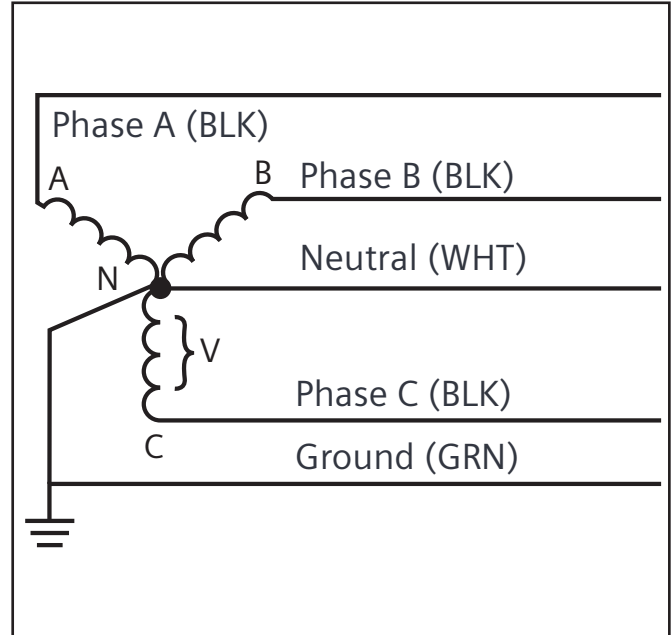 Phase A (BLK)
A
B
Phase B (BLK)
N
Neutral (WHT)
V
Phase C (BLK)
C
Ground (GRN)